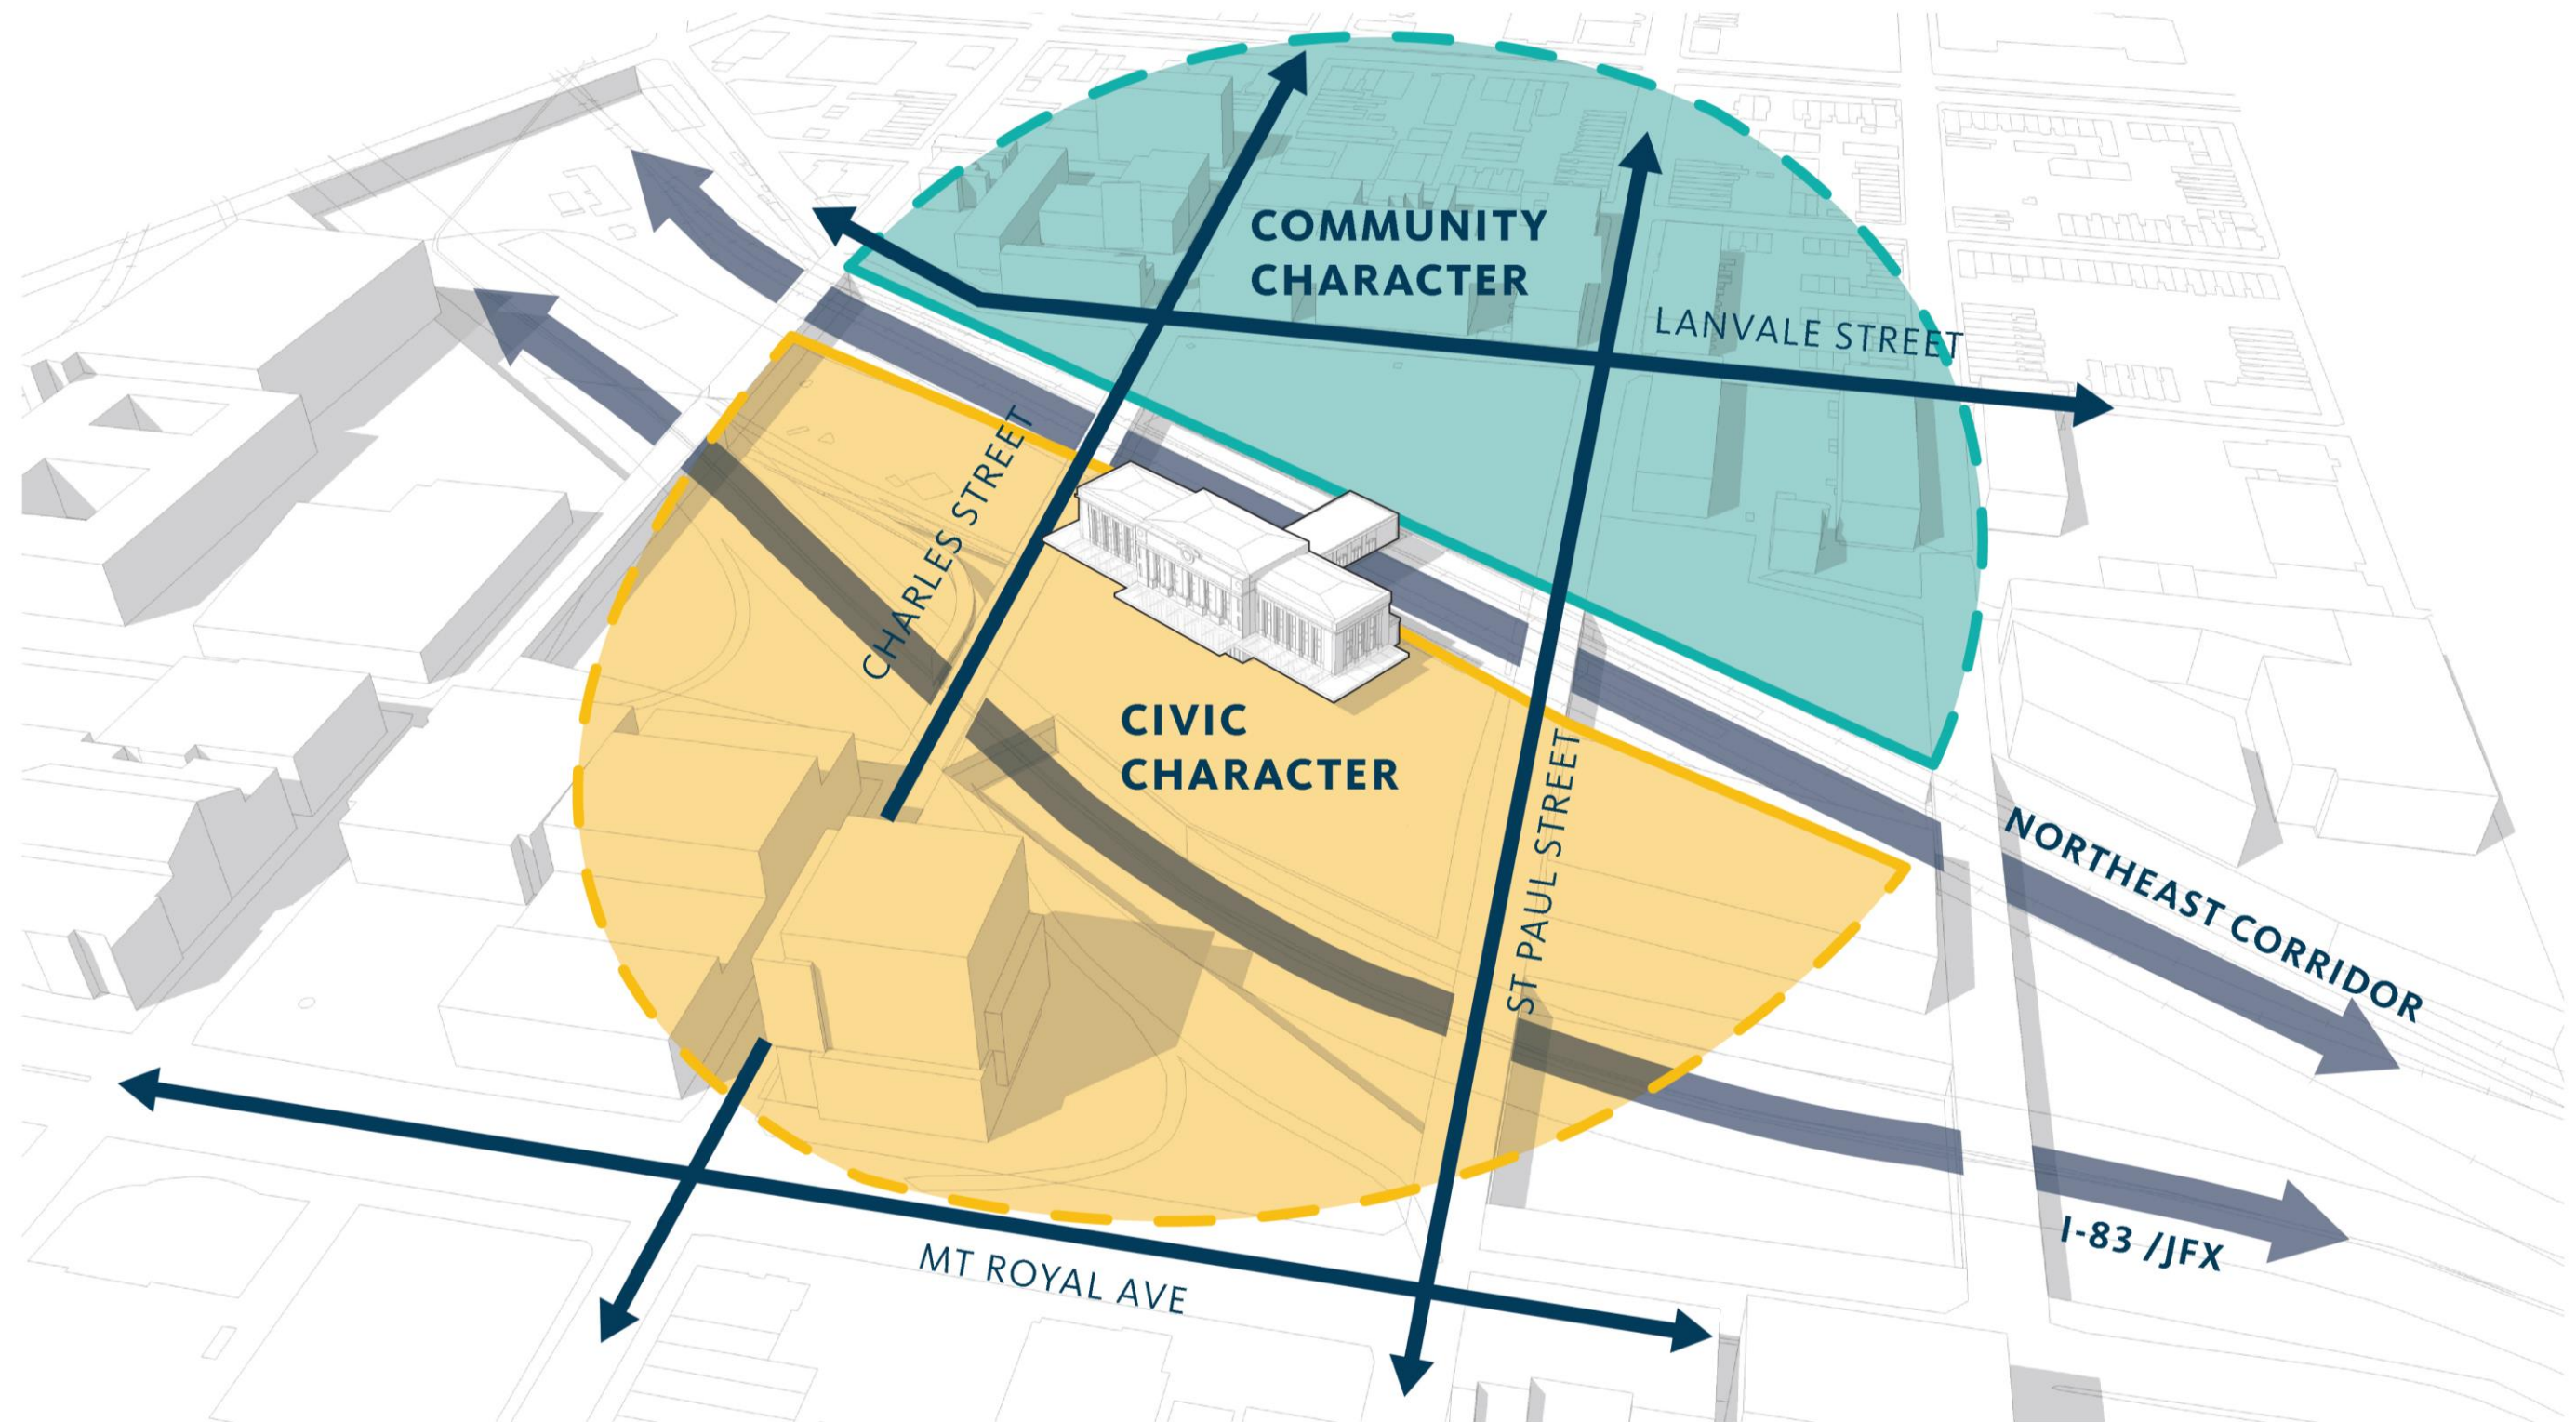 COMMUNITY
CHARACTER
LANVALE STREET
CHARLES STREET
CIVIC
CHARACTER
ST PAUL STREET
NORTHEAST CORRIDOR
I-83 /JFX
MT ROYAL AVE